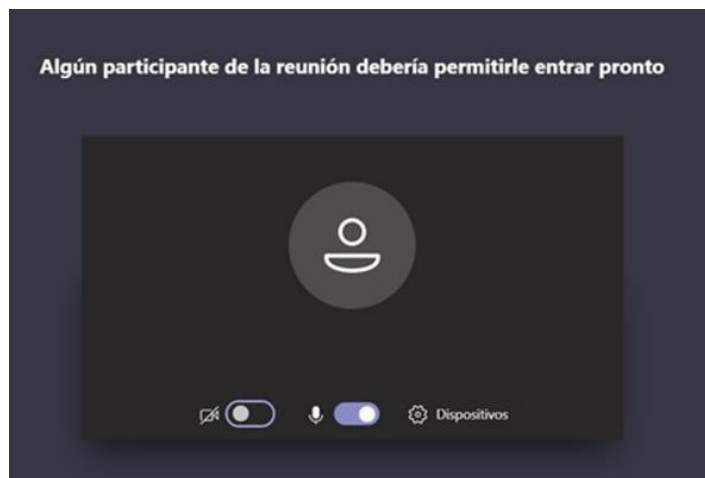 Algún participante de la reunión debería permitirle entrar pronto
Dispositivos